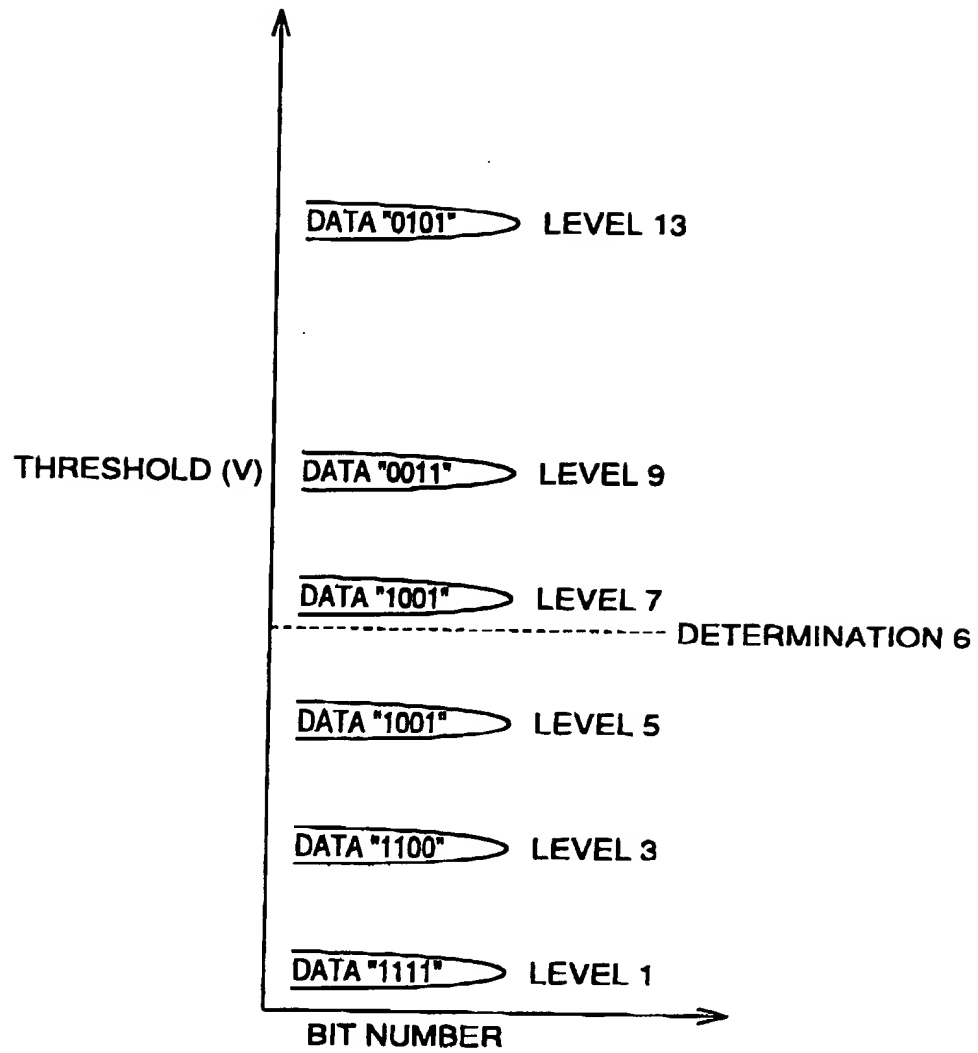 DATA "0101" LEVEL 13
THRESHOLD (V) DATA "0011" LEVEL 9
DATA "1001" LEVEL 7
DETERMINATION 6
DATA "1001" LEVEL 5
DATA "1100" LEVEL 3
DATA "1111" LEVEL 1
BIT NUMBER